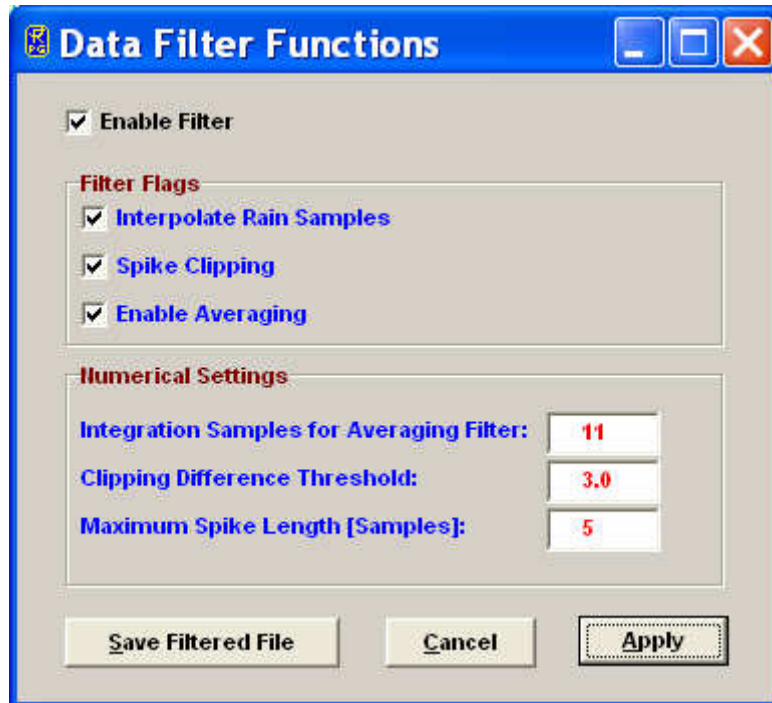 RPG
Data Filter Functions
Enable Filter
Filter Flags
Interpolate Rain Samples
Spike Clipping
Enable Averaging
Numerical Settings
Integration Samples for Averaging Filter: 11
Clipping Difference Threshold: 3.0
Maximum Spike Length [Samples]: 5
Save Filtered File Cancel Apply